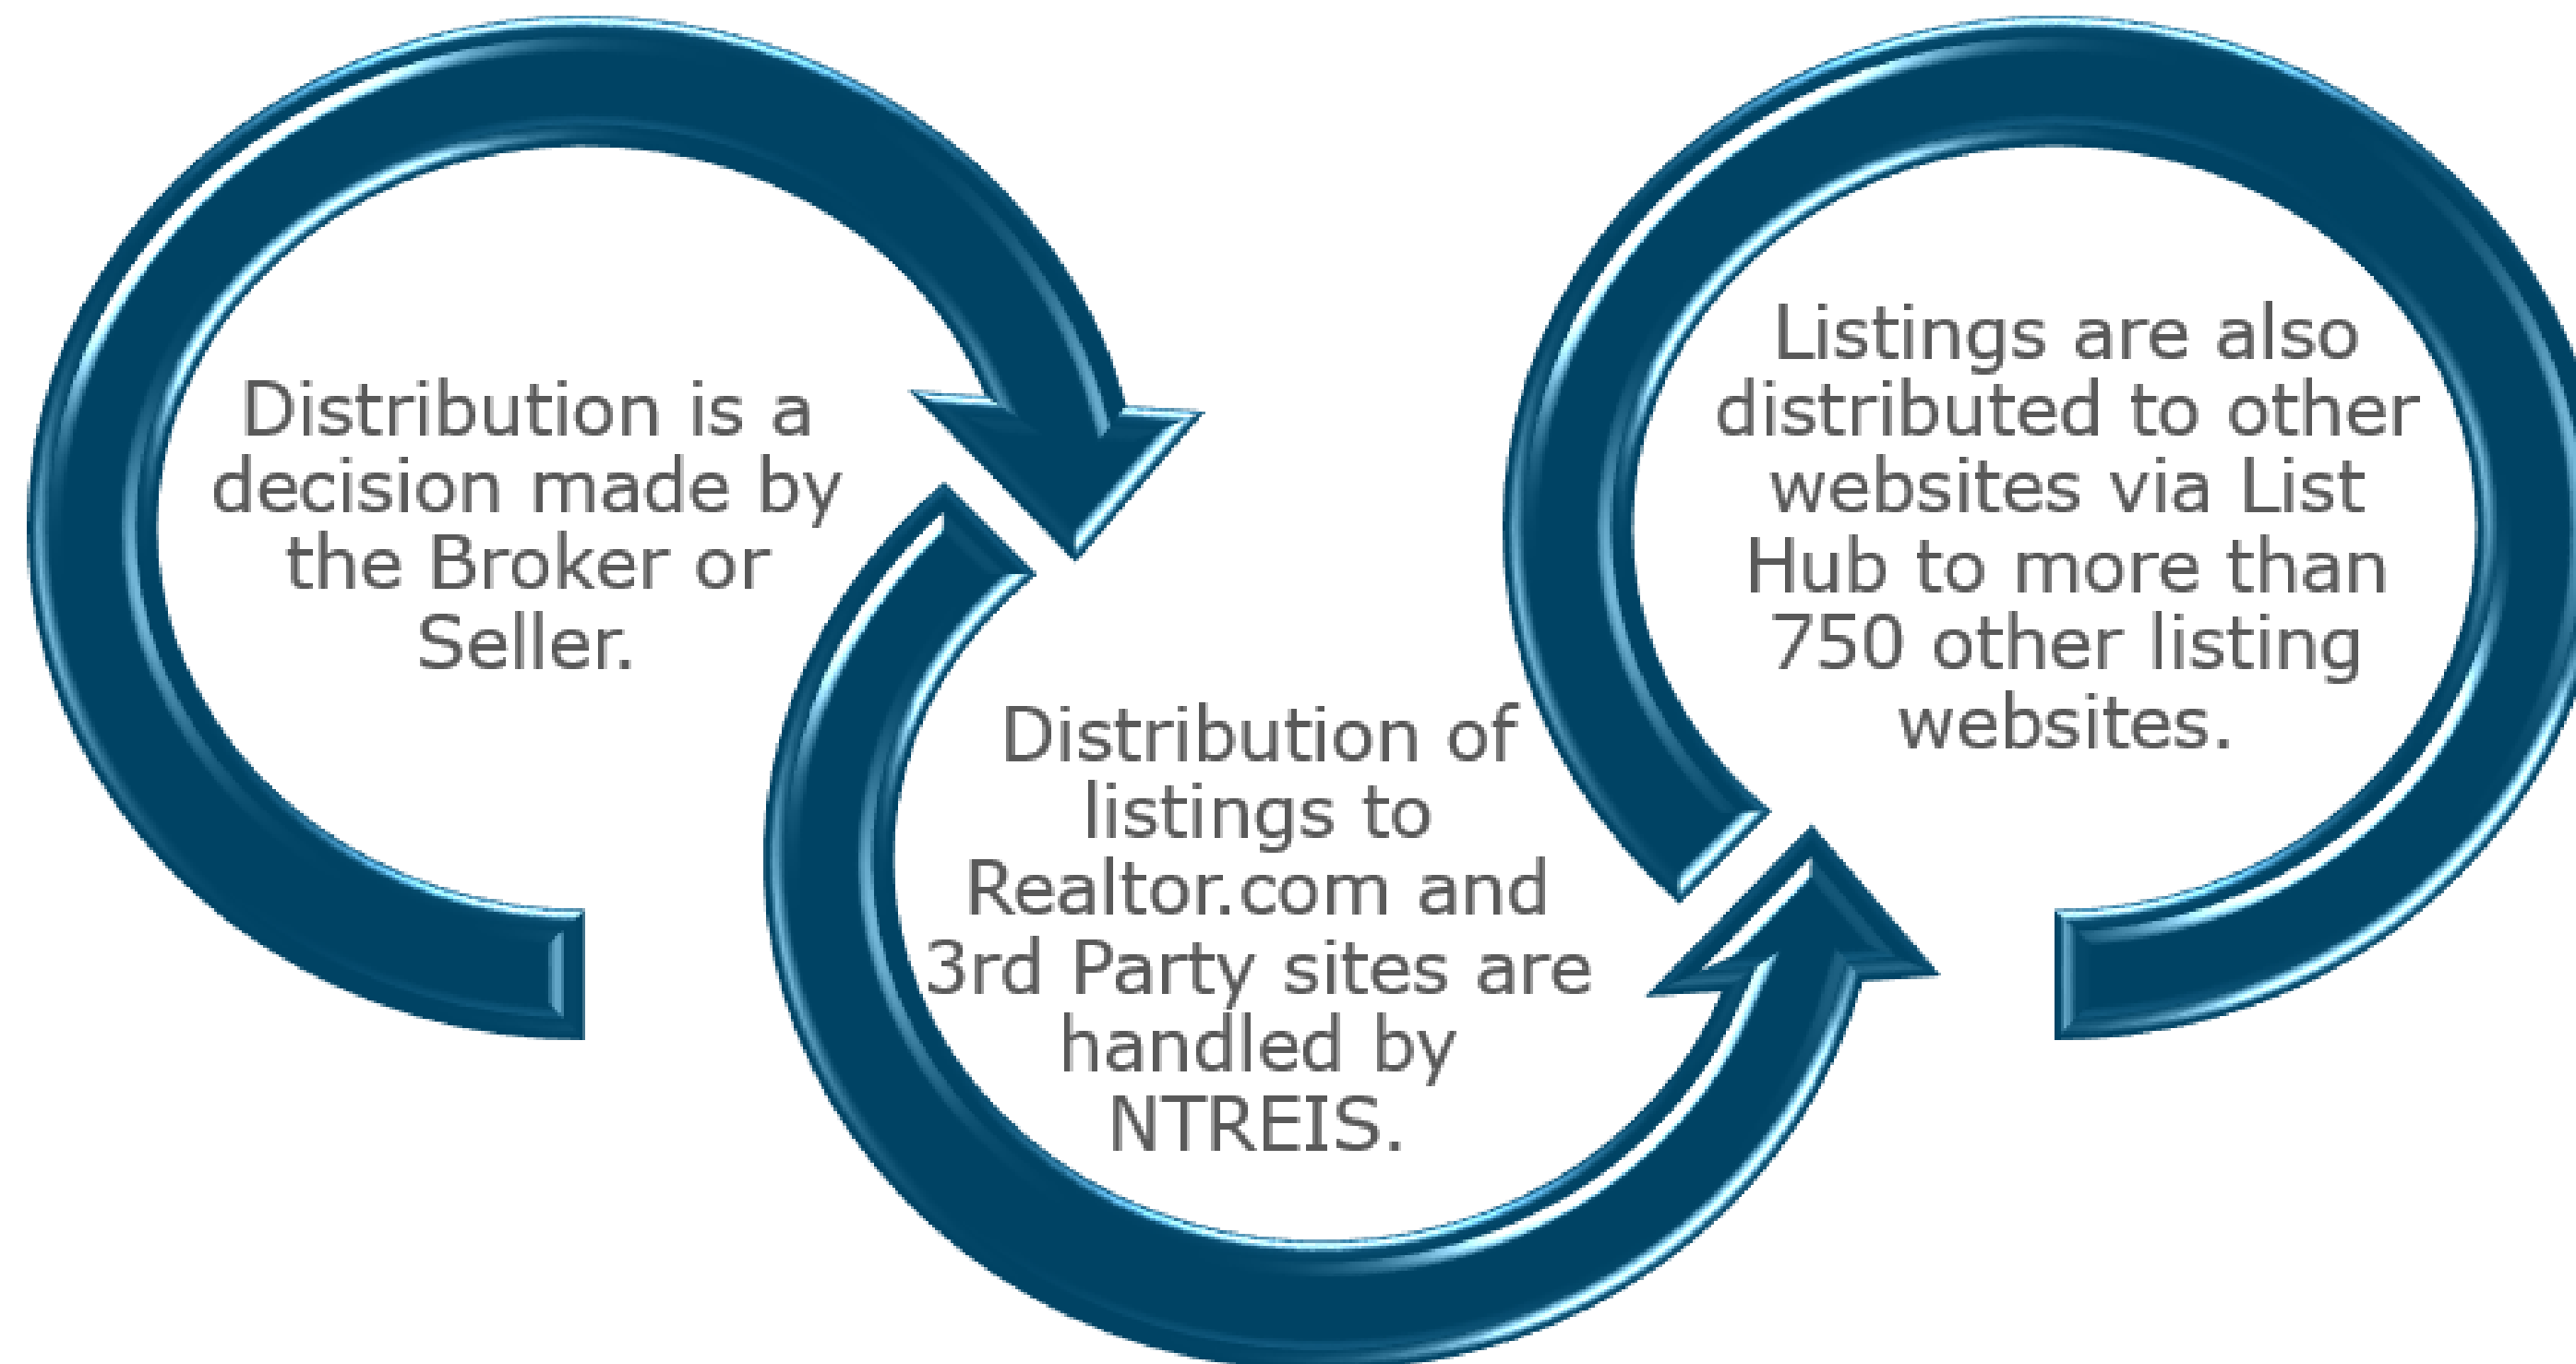 Distribution is a
decision made by
the Broker or
Seller.
Distribution of
listings to
Realtor.com and
3rd Party sites are
handled by
NTREIS.
Listings are also
distributed to other
websites via List
Hub to more than
750 other listing
websites.